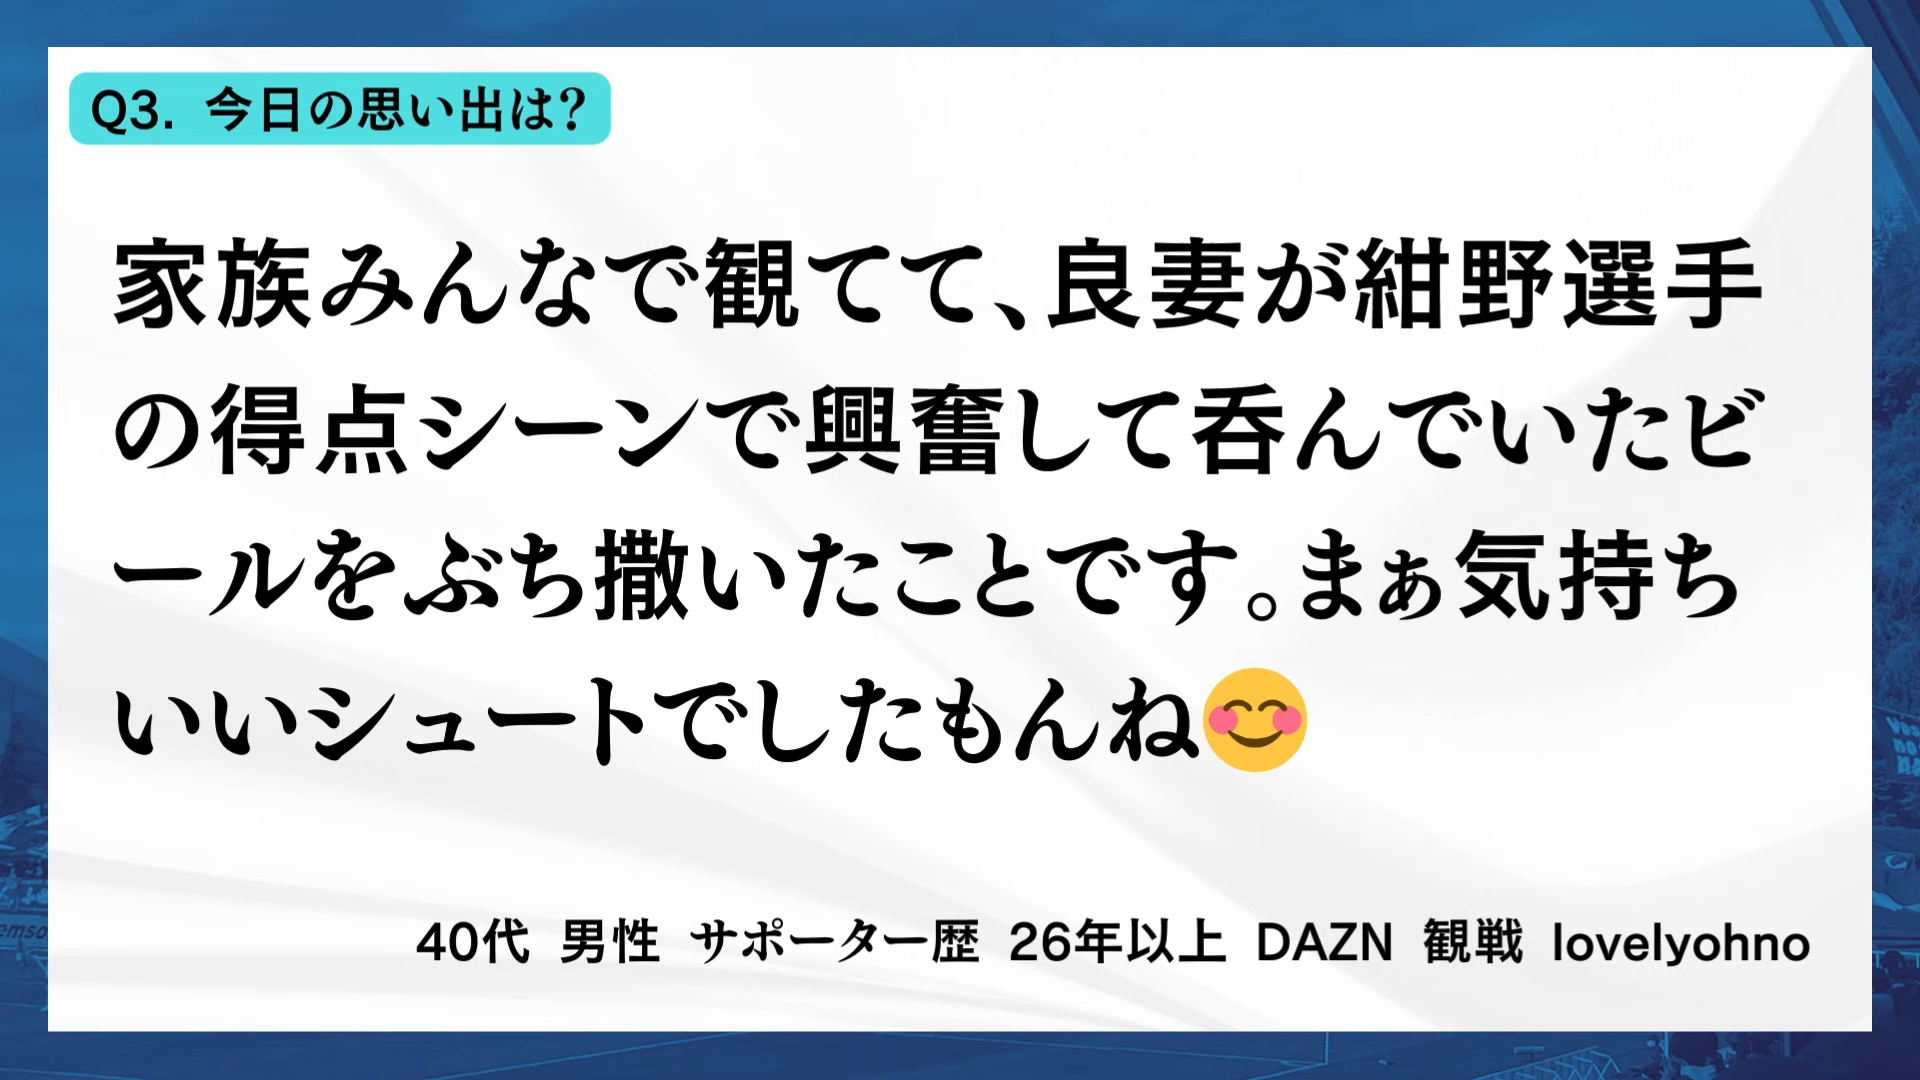 Q3. 今日の思い出は?
家族みんなで観てて、良妻が紺野選手
の得点シーンで興奮して呑んでいたビ
ールをぶち撒いたことです。まぁ気持ち
いいシュートでしたもんね😊
40代 男性 サポーター歴 26年以上 DAZN 観戦 lovelyohno